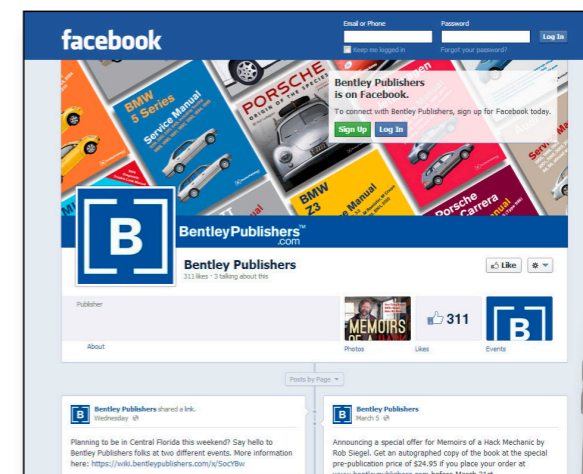 facebook
Email or Phone
Password
Log In
Keep me logged in
Forgot your password?
BMW
5 Series
Service Manual
PORSCHE
ORIGIN OF THE SPECIES
BMW
Z3
Service Manual
Porsche
Carrera
Bentley Publishers
is on Facebook.
To connect with Bentley Publishers, sign up for Facebook today.
Sign Up
Log In
B
BentleyPublishers™
.com
Bentley Publishers
311 likes · 3 talking about this
Like
Publisher
About
MEMOIRS
OF A
Photos
311
Likes
B
Events
Posts by Page
B
Bentley Publishers shared a link.
Wednesday
Planning to be in Central Florida this weekend? Say hello to
Bentley Publishers folks at two different events. More information
here: https://wiki.bentleypublishers.com/x/SocYBw
B
Bentley Publishers
March 5
Announcing a special offer for Memoirs of a Hack Mechanic by
Rob Siegel. Get an autographed copy of the book at the special
pre-publication price of $24.95 if you place your order at
www.bentleypublishers.com before March 31st.